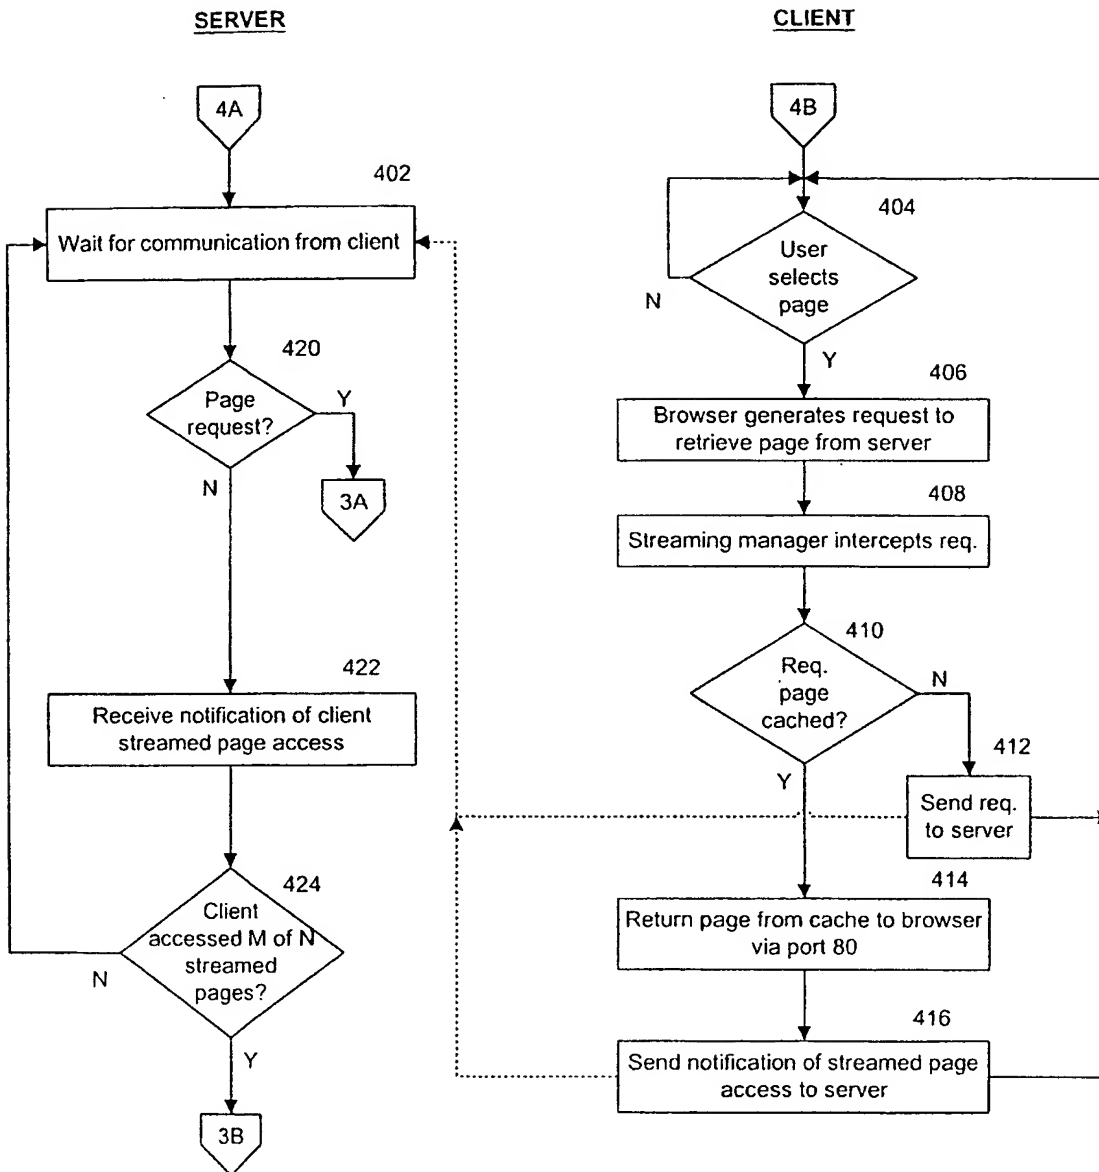 SERVER
4A
402
Wait for communication from client
420
Page
request?
Y
N
3A
422
Receive notification of client
streamed page access
424
Client
accessed M of N
streamed
pages?
N
Y
3B
CLIENT
4B
404
User
selects
page
N
Y
406
Browser generates request to
retrieve page from server
408
Streaming manager intercepts req.
410
Req.
page
cached?
N
Y
412
Send req.
to server
414
Return page from cache to browser
via port 80
416
Send notification of streamed page
access to server